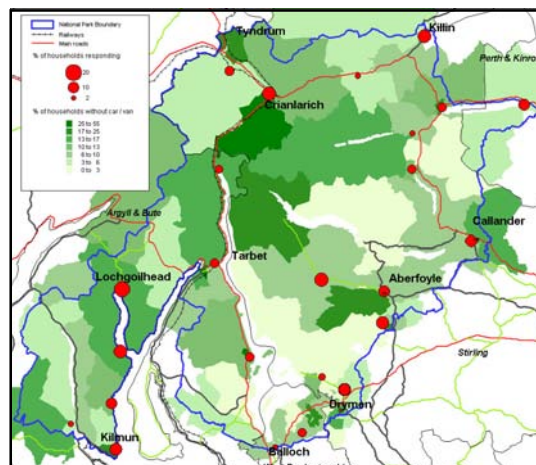 National Park Boundary
Railways
Main roads
% of households responding
20
10
2
% of households without car / van
25 to 55
17 to 25
13 to 17
10 to 13
6 to 10
3 to 6
0 to 3
Tyndrum
Killin
Perth & Kinro
Crianlarich
Argyll & Bute
Callander
Tarbet
Lochgoilhead
Aberfoyle
Stirling
Drymen
Kilmun
Balloch